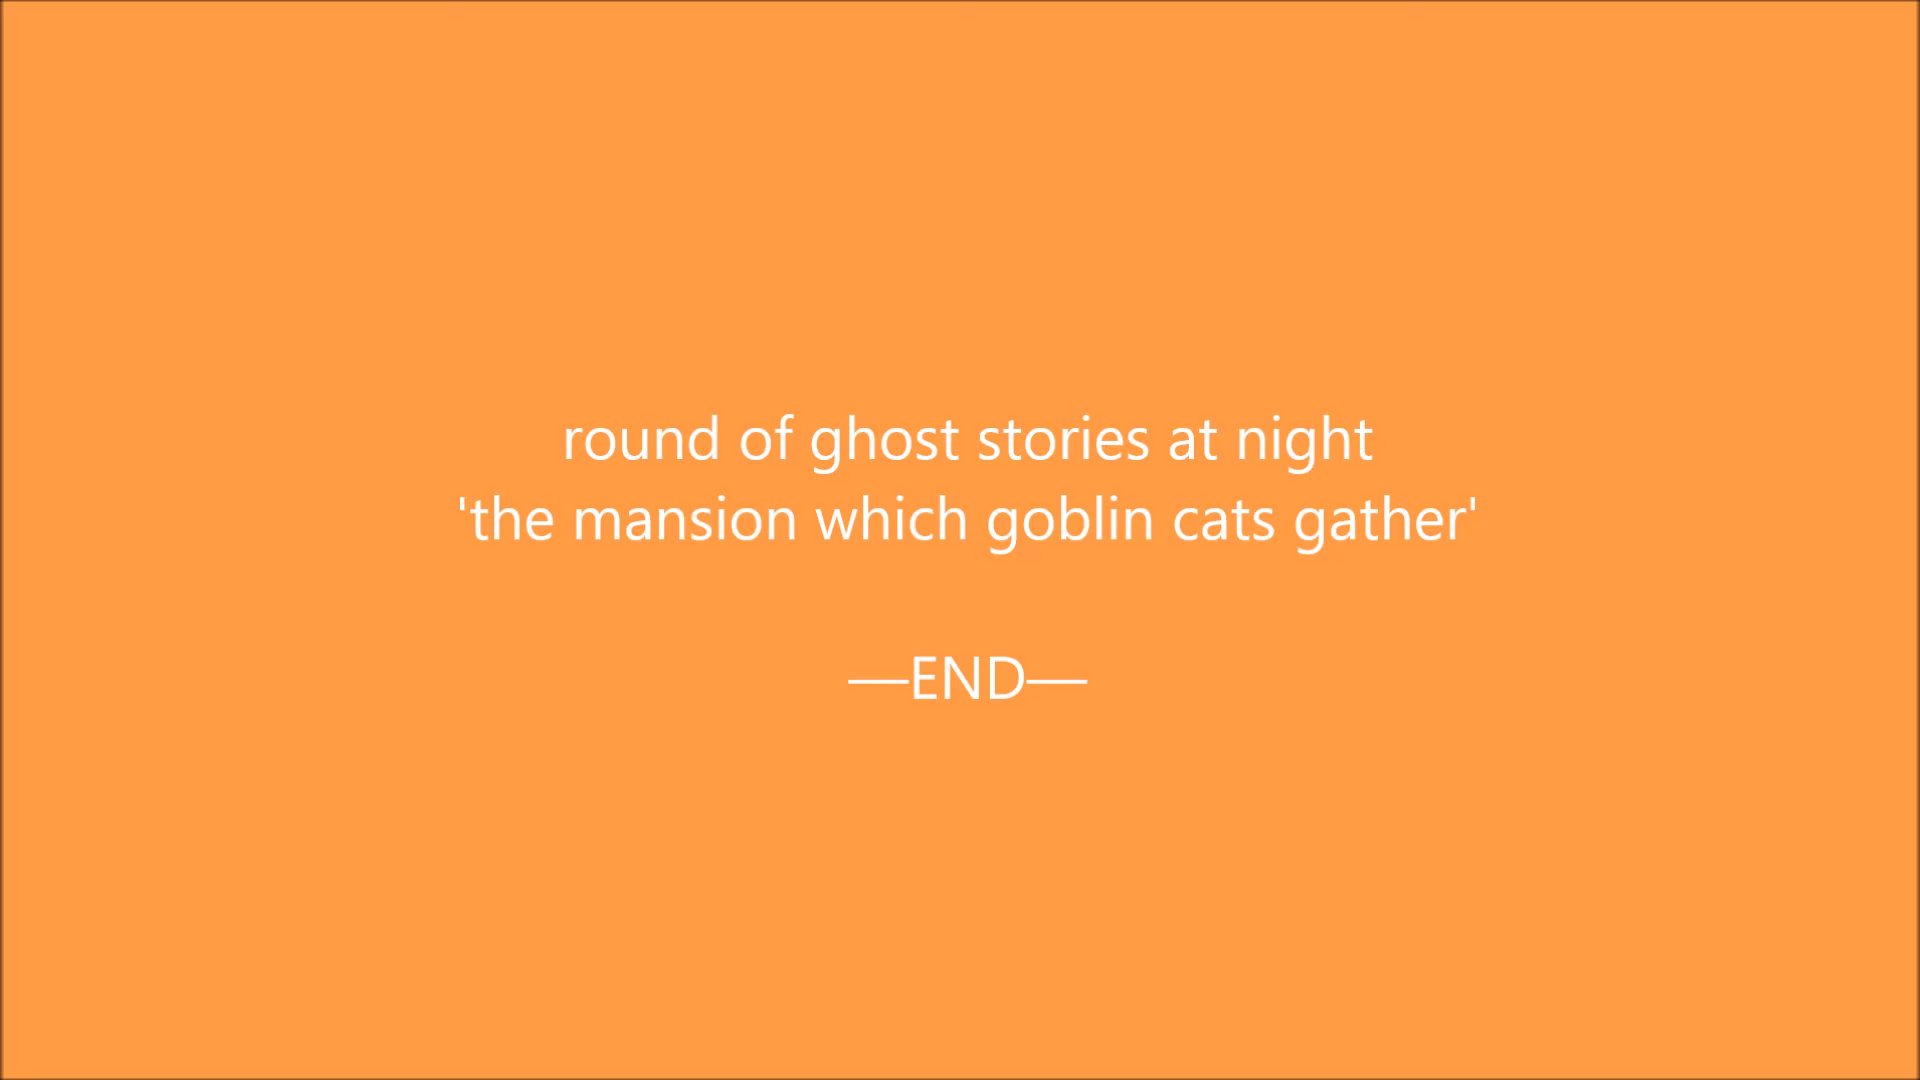 round of ghost stories at night
'the mansion which goblin cats gather'
—END—